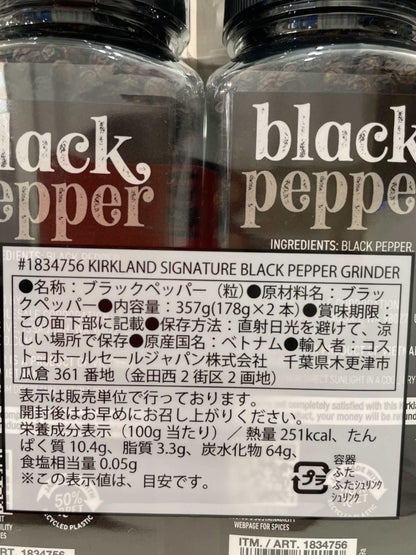 black
pepper
black
peppe
INGREDIENTS: BLACK PEPPER.
#1834756 KIRKLAND SIGNATURE BLACK PEPPER GRINDER
●名称：ブラックペッパー（粒）●原材料名：ブラッ
クペッパー●内容量：357g(178g×2本）●賞味期限：
この面下部に記載●保存方法：直射日光を避けて、涼
しい場所で保存●原産国名：ベトナム●輸入者：コス
トコホールセールジャパン株式会社　千葉県木更津市
瓜倉 361 番地（金田西 2 街区 2 画地）
表示は販売単位で行っております。
開封後はお早めにお召し上がりください。
栄養成分表示（100g 当たり）／熱量 251kcal、たん
ぱく質 10.4g、脂質 3.3g、炭水化物 64g、
食塩相当量 0.05g
※この表示値は、目安です。
プラ
容器
ふた
ふたシュリンク
シュリンク
50%
RECYCLED PLASTIC
WEBPAGE FOR SPICES
ART. 1834756
ITM. / ART. 1834756